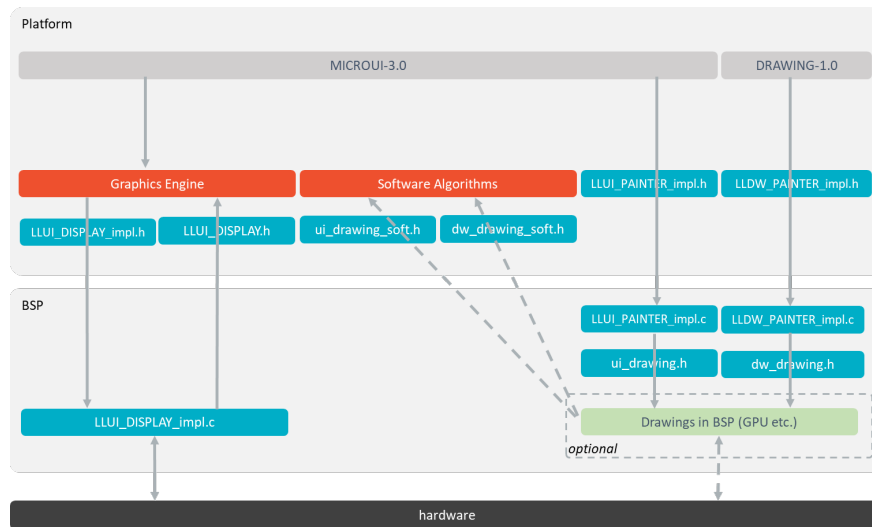 Platform
MICROUI-3.0
DRAWING-1.0
Graphics Engine
Software Algorithms
LLUI_PAINTER_impl.h
LLDW_PAINTER_impl.h
LLUI_DISPLAY_impl.h
LLUI_DISPLAY.h
ui_drawing_soft.h
dw_drawing_soft.h
BSP
LLUI_PAINTER_impl.c
LLDW_PAINTER_impl.c
ui_drawing.h
dw_drawing.h
LLUI_DISPLAY_impl.c
Drawings in BSP (GPU etc.)
optional
hardware